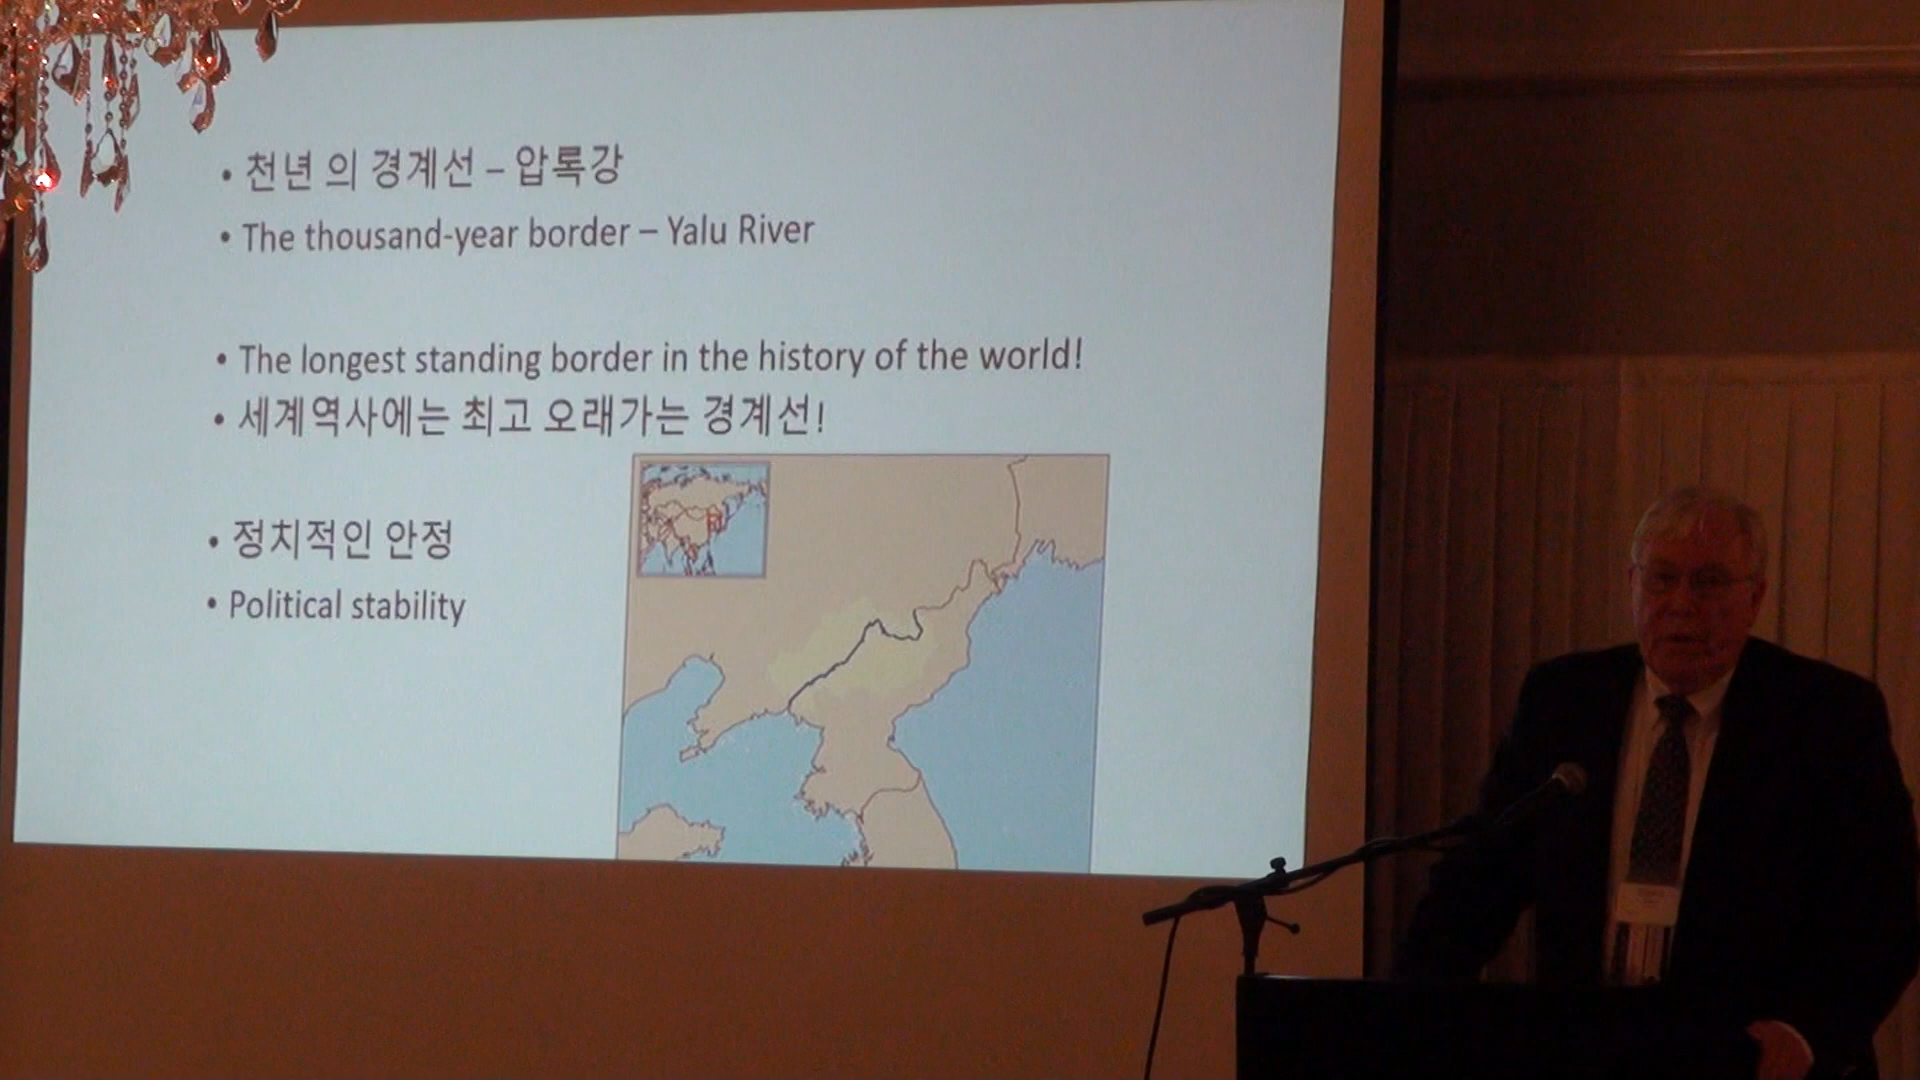 • 천년 의 경계선 – 압록강
• The thousand-year border – Yalu River
• The longest standing border in the history of the world!
• 세계역사에는 최고 오래가는 경계선!
• 정치적인 안정
• Political stability